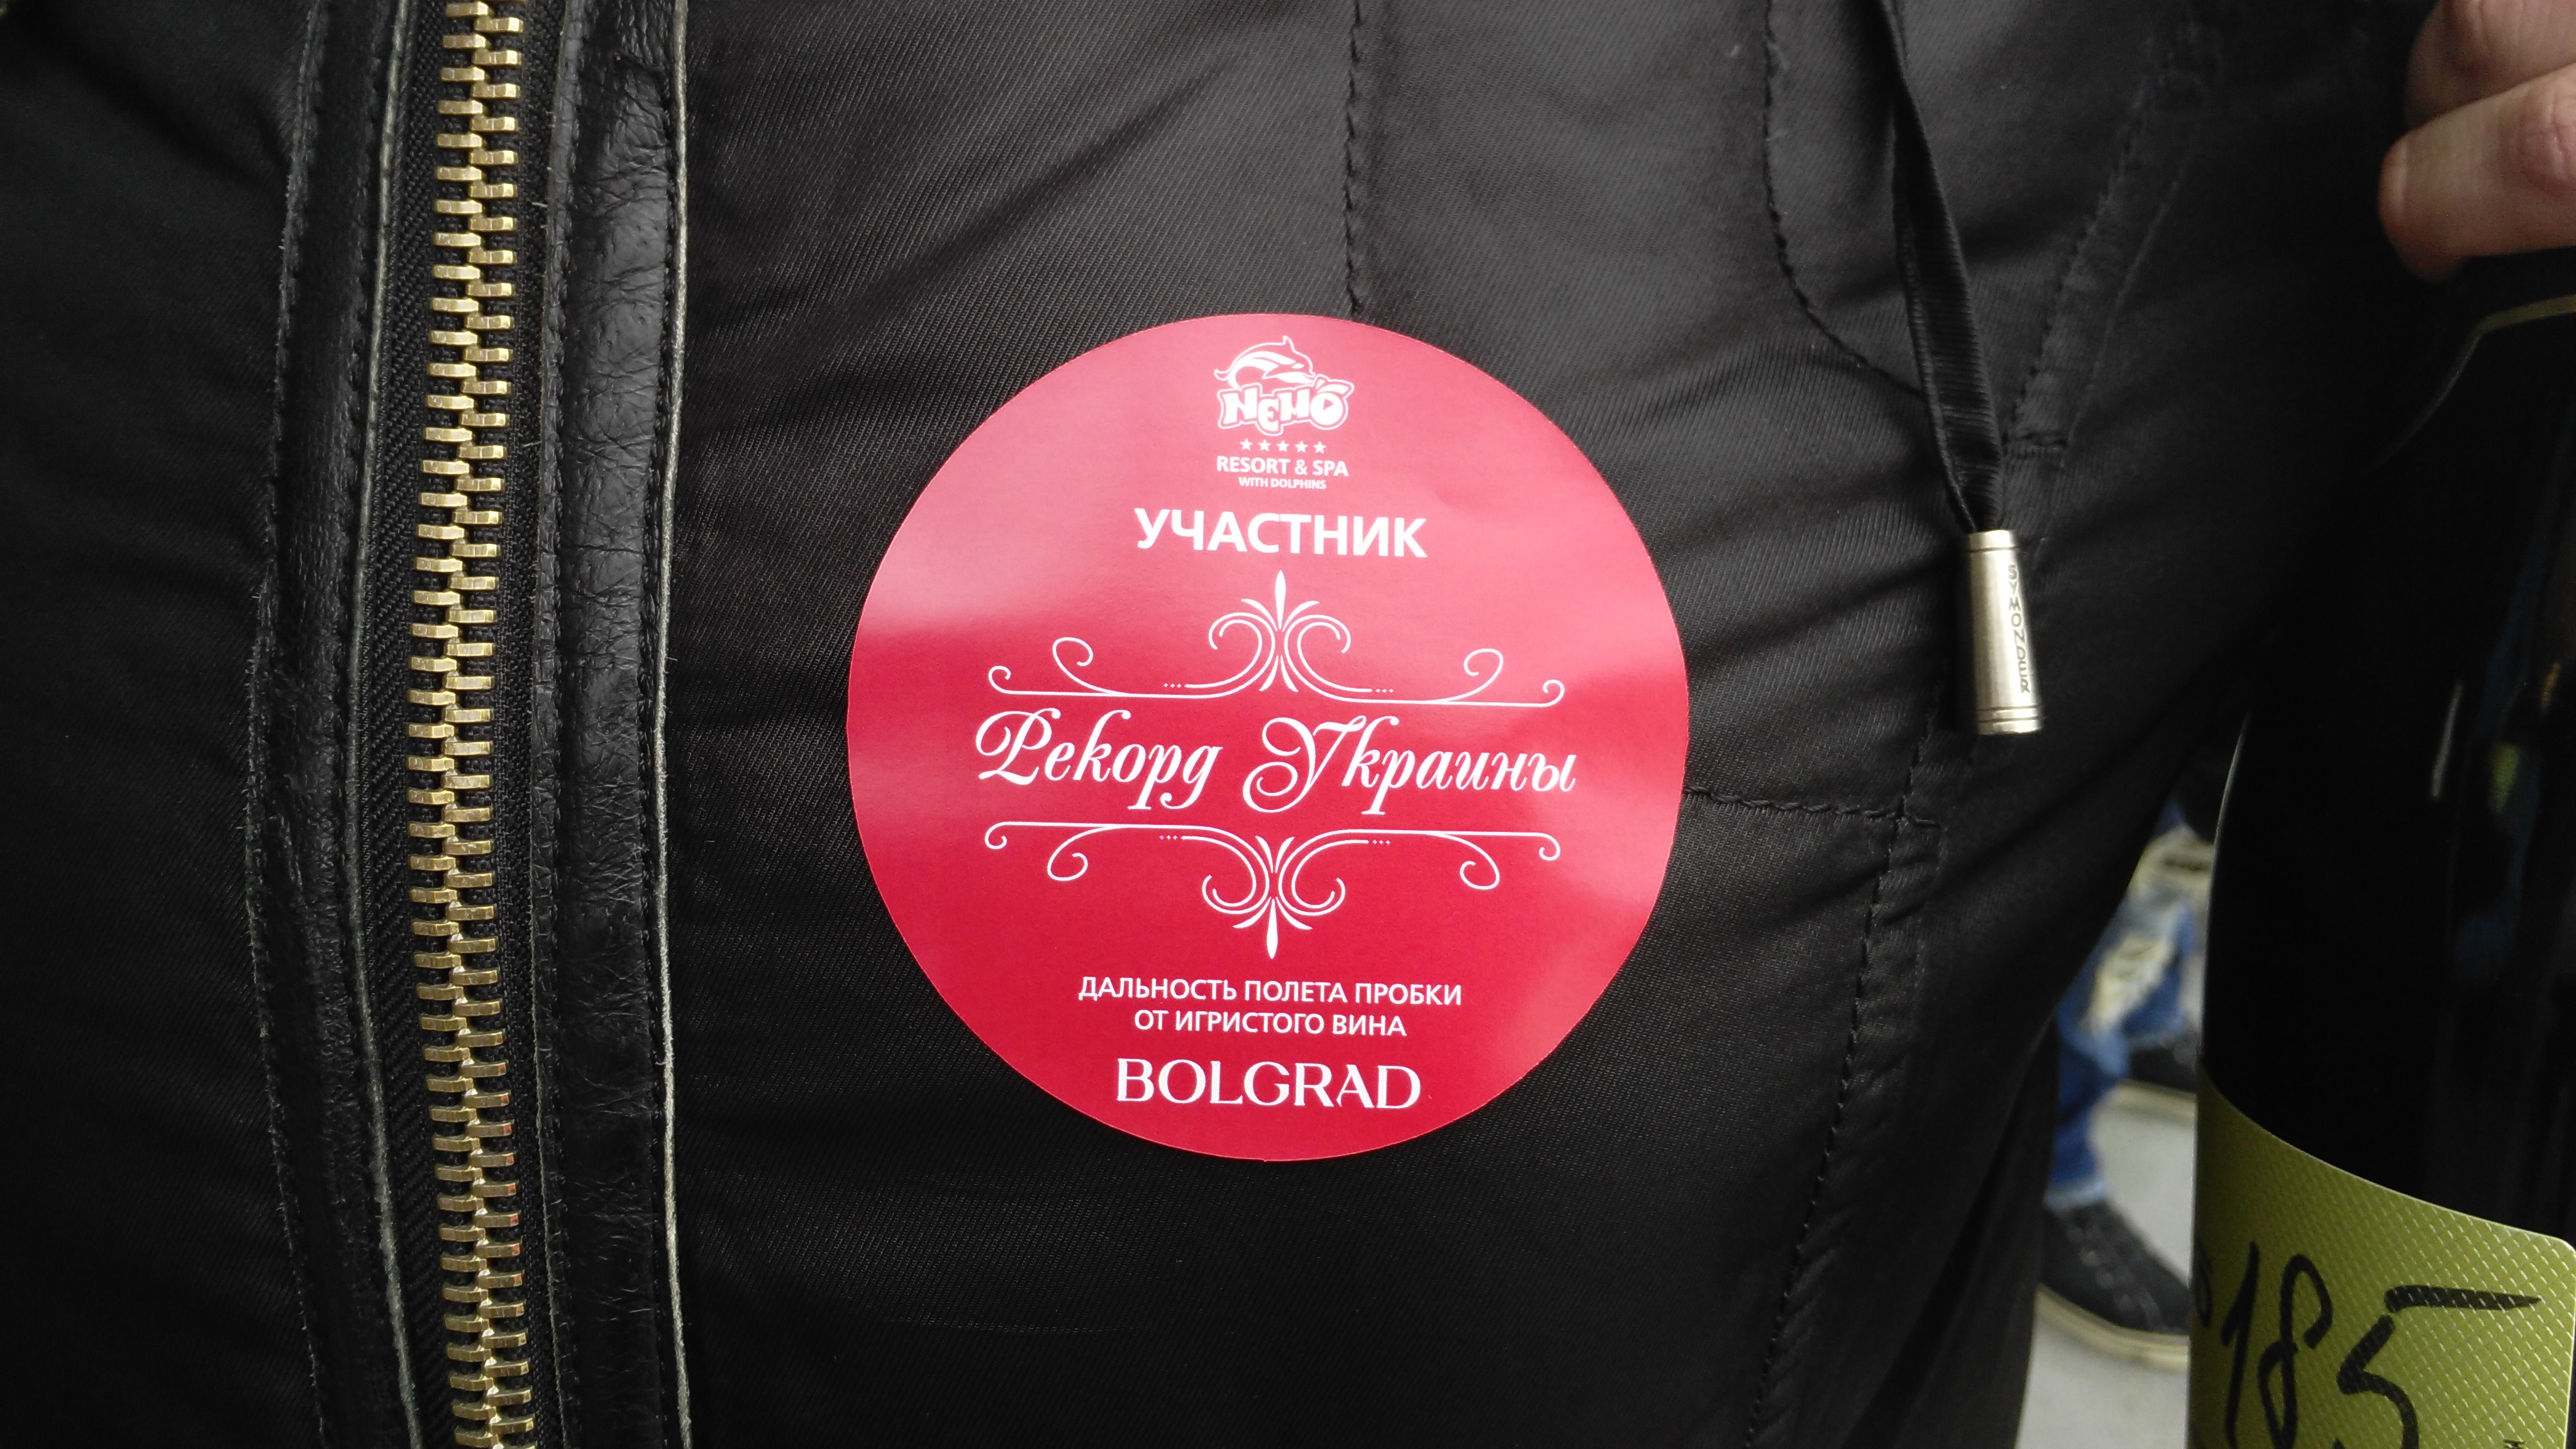 NEMO
RESORT & SPA
WITH DOLPHINS
УЧАСТНИК
Рекорд Украины
ДАЛЬНОСТЬ ПОЛЕТА ПРОБКИ
ОТ ИГРИСТОГО ВИНА
BOLGRAD
SYMONDER
185